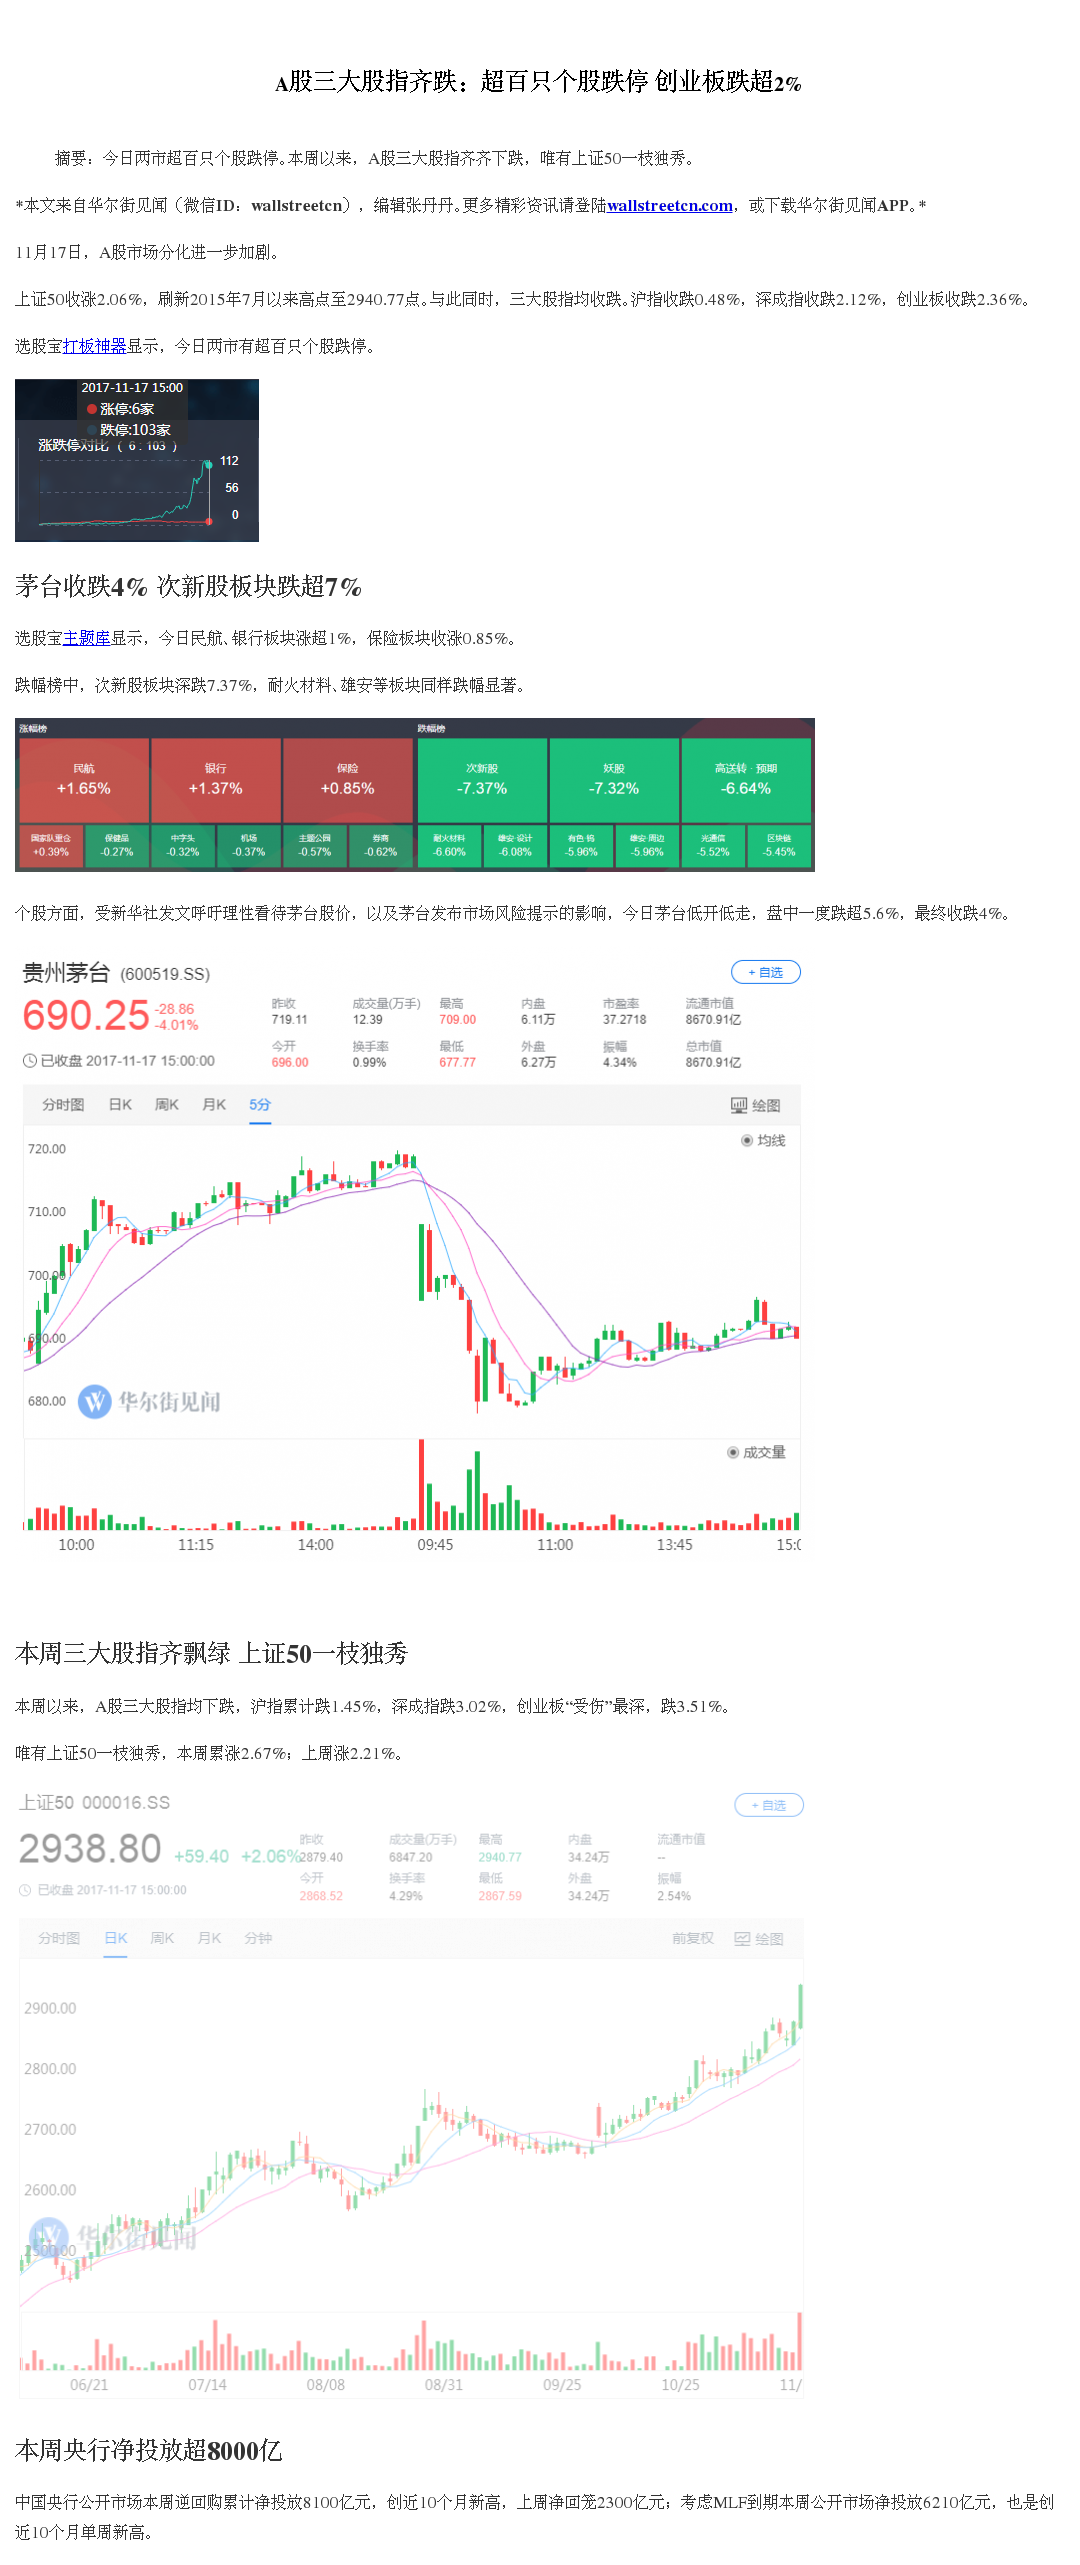 A股三大股指齐跌：超百只个股跌停 创业板跌超2%
摘要：今日两市超百只个股跌停。本周以来，A股三大股指齐齐下跌，唯有上证50一枝独秀。
*本文来自华尔街见闻（微信ID：wallstreetcn），编辑张丹丹。更多精彩资讯请登陆wallstreetcn.com，或下载华尔街见闻APP。*
11月17日，A股市场分化进一步加剧。
上证50收涨2.06%，刷新2015年7月以来高点至2940.77点。与此同时，三大股指均收跌。沪指收跌0.48%，深成指收跌2.12%，创业板收跌2.36%。
选股宝打板神器显示，今日两市有超百只个股跌停。
2017-11-17 15:00
涨停:6家
跌停:103家
涨跌停对比（ 6 : 103 ）
112
56
0
茅台收跌4% 次新股板块跌超7%
选股宝主题库显示，今日民航、银行板块涨超1%，保险板块收涨0.85%。
跌幅榜中，次新股板块深跌7.37%，耐火材料、雄安等板块同样跌幅显著。
涨幅榜 跌幅榜
民航 银行 保险 次新股 妖股 高送转 · 预期
+1.65% +1.37% +0.85% -7.37% -7.32% -6.64%
国家队重仓 保健品 中字头 机场 主题公园 券商 耐火材料 雄安·设计 有色·钨 雄安·周边 光通信 区块链
+0.39% -0.27% -0.32% -0.37% -0.57% -0.62% -6.60% -6.08% -5.96% -5.96% -5.52% -5.45%
个股方面，受新华社发文呼吁理性看待茅台股价，以及茅台发布市场风险提示的影响，今日茅台低开低走，盘中一度跌超5.6%，最终收跌4%。
贵州茅台 (600519.SS) + 自选
690.25 -28.86 -4.01%
昨收 成交量(万手) 最高 内盘 市盈率 流通市值
719.11 12.39 709.00 6.11万 37.2718 8670.91亿
今开 换手率 最低 外盘 振幅 总市值
696.00 0.99% 677.77 6.27万 4.34% 8670.91亿
已收盘 2017-11-17 15:00:00
分时图 日K 周K 月K 5分 绘图
均线
720.00
710.00
700.00
690.00
680.00
华尔街见闻
成交量
10:00 11:15 14:00 09:45 11:00 13:45 15:0
本周三大股指齐飘绿 上证50一枝独秀
本周以来，A股三大股指均下跌，沪指累计跌1.45%，深成指跌3.02%，创业板“受伤”最深，跌3.51%。
唯有上证50一枝独秀，本周累涨2.67%；上周涨2.21%。
上证50 000016.SS + 自选
2938.80 +59.40 +2.06%
昨收 成交量(万手) 最高 内盘 流通市值
2879.40 6847.20 2940.77 34.24万 --
今开 换手率 最低 外盘 振幅
2868.52 4.29% 2867.59 34.24万 2.54%
已收盘 2017-11-17 15:00:00
分时图 日K 周K 月K 分钟 前复权 绘图
2900.00
2800.00
2700.00
2600.00
华尔街见闻
2500.00
06/21 07/14 08/08 08/31 09/25 10/25 11/
本周央行净投放超8000亿
中国央行公开市场本周逆回购累计净投放8100亿元，创近10个月新高，上周净回笼2300亿元；考虑MLF到期本周公开市场净投放6210亿元，也是创
近10个月单周新高。